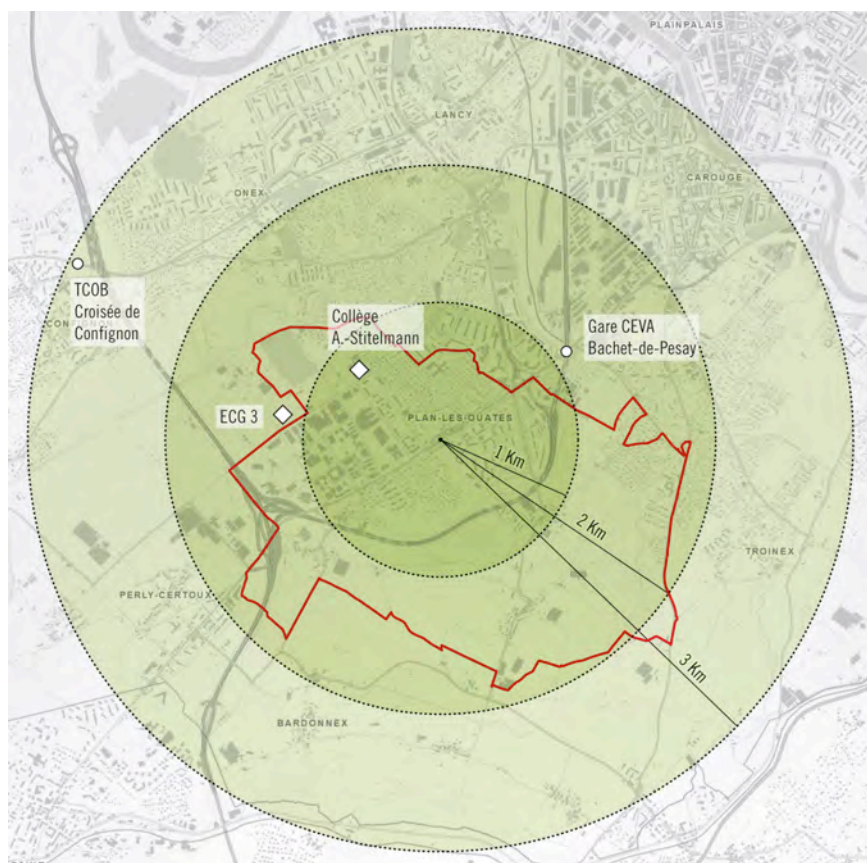 PLAINPALAIS
LANCY
CAROUGE
ONEX
TCOB
Croisée de
Confignon
Collège
A.-Stitelmann
Gare CEVA
Bachet-de-Pesay
ECG 3
PLAN-LES-OUATES
1 Km
2 Km
TROINEX
PERLY-CERTOUX
3 Km
BARDONNEX